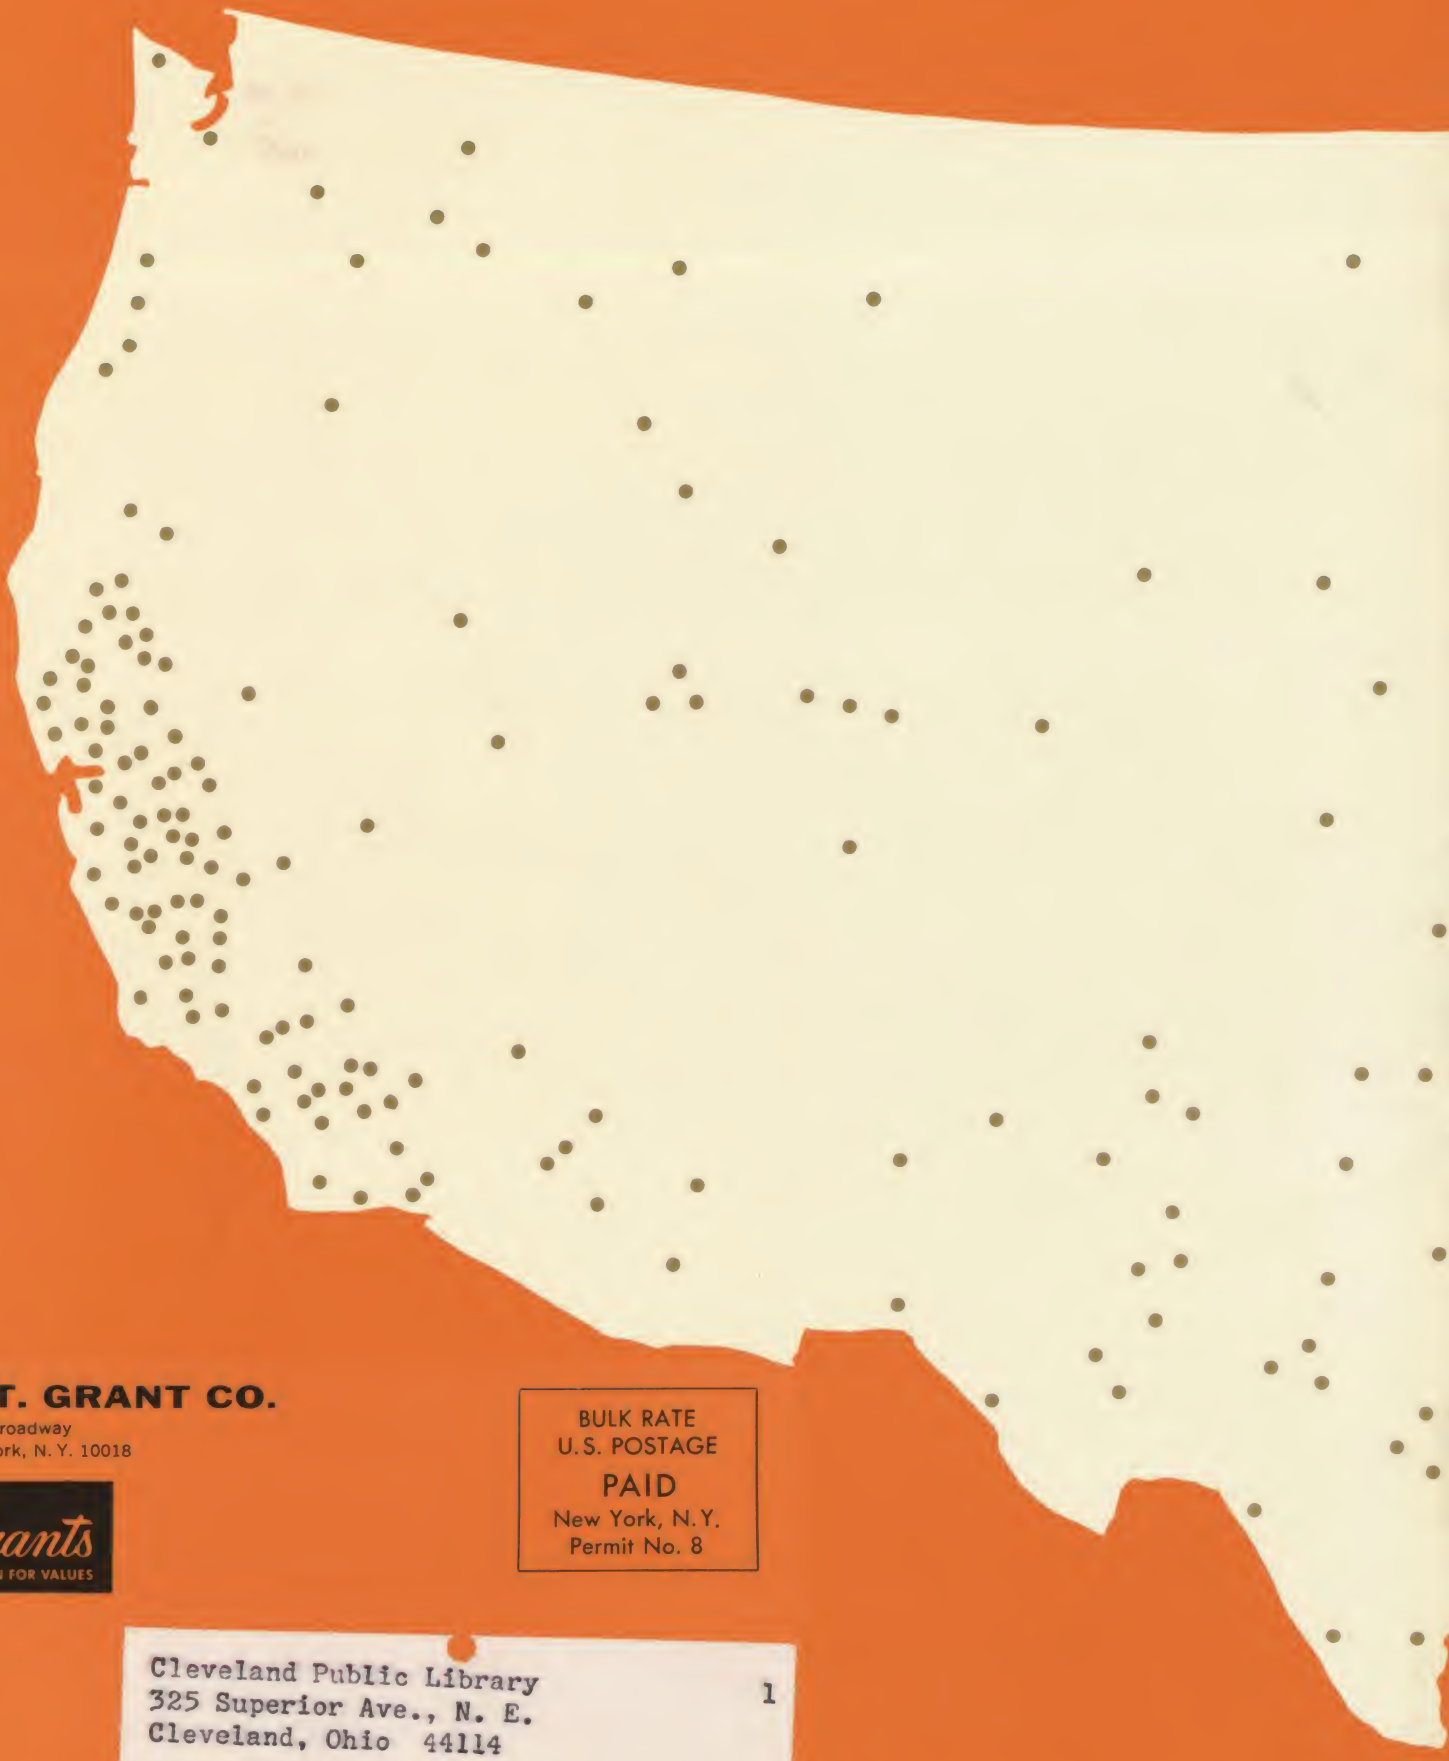 T. GRANT CO.
roadway
ork, N. Y. 10018
ants
N FOR VALUES
BULK RATE
U.S. POSTAGE
PAID
New York, N.Y.
Permit No. 8
Cleveland Public Library
325 Superior Ave., N. E.
Cleveland, Ohio 44114
1